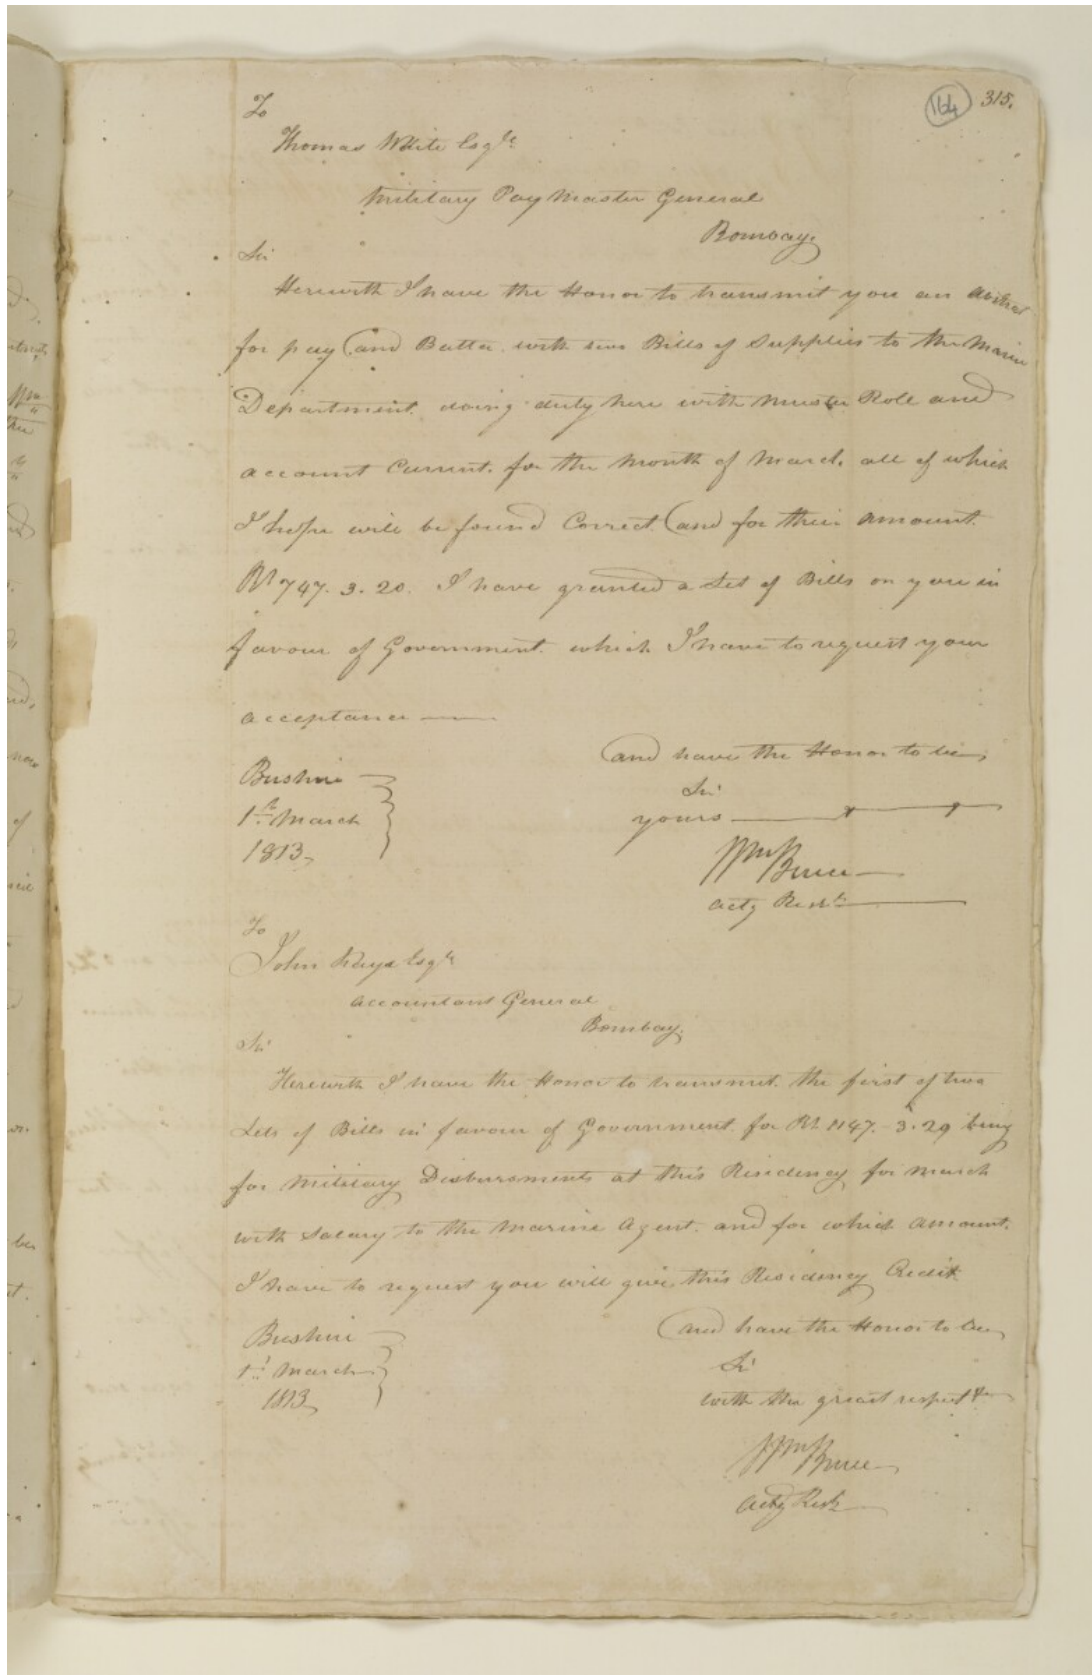 164 315.
To
Thomas White Esqre
Military Pay Master General
Bombay.
Sir
Herewith I have the Honor to transmit you an
for pay and Batta with two Bills of Supplies to the Marine
Department doing duty here with Muster Roll and
account Current for the Month of March all of which
I hope will be found Correct and for their amount
Rs 747. 3. 20. I have granted a Set of Bills on you in
favour of Government which I have to request your
acceptance
and have the Honor to be
Sir
yours
Bushire
1st March
1813
Wm Bruce
Actg Resdt
To
John Esqr
Accountant General
Bombay.
Sir
Herewith I have the Honor to transmit the first of two
Sets of Bills in favour of Government for Rs 1147. 3. 29 being
for Military Disbursments at this Residency for March
with Salary to the Marine Agent. and for which amount.
I have to request you will give this Residency Credit
and have the Honor to be
Sir
with the great respect &
Bushire
1st March
1813
Wm Bruce
Actg Resdt